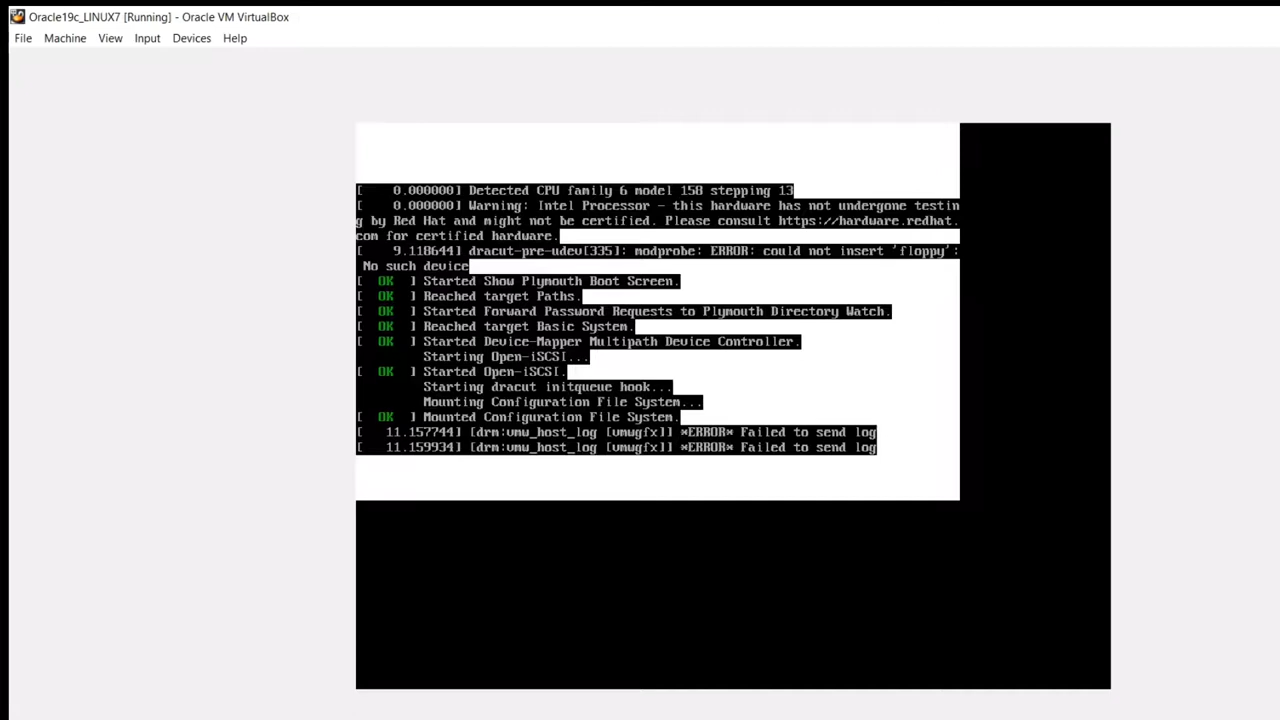 Oracle19c_LINUX7 [Running] - Oracle VM VirtualBox
File Machine View Input Devices Help
[ 0.000000] Detected CPU family 6 model 158 stepping 13
[ 0.000000] Warning: Intel Processor - this hardware has not undergone testin
g by Red Hat and might not be certified. Please consult https://hardware.redhat.
com for certified hardware.
[ 9.118644] dracut-pre-udev[335]: modprobe: ERROR: could not insert 'floppy':
No such device
[ OK ] Started Show Plymouth Boot Screen.
[ OK ] Reached target Paths.
[ OK ] Started Forward Password Requests to Plymouth Directory Watch.
[ OK ] Reached target Basic System.
[ OK ] Started Device-Mapper Multipath Device Controller.
Starting Open-iSCSI...
[ OK ] Started Open-iSCSI.
Starting dracut initqueue hook...
Mounting Configuration File System...
[ OK ] Mounted Configuration File System.
[ 11.157744] [drm:vmw_host_log [vmwgfx]] *ERROR* Failed to send log
[ 11.159934] [drm:vmw_host_log [vmwgfx]] *ERROR* Failed to send log